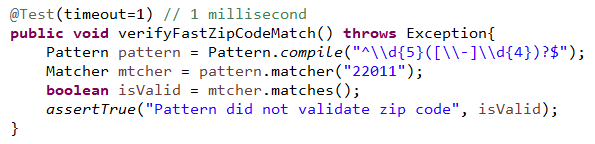 @Test(timeout=1) // 1 millisecond
public void verifyFastZipCodeMatch() throws Exception{
    Pattern pattern = Pattern.compile("^\\d{5}([\\-]\\d{4})?$");
    Matcher mtcher = pattern.matcher("22011");
    boolean isValid = mtcher.matches();
    assertTrue("Pattern did not validate zip code", isValid);
}